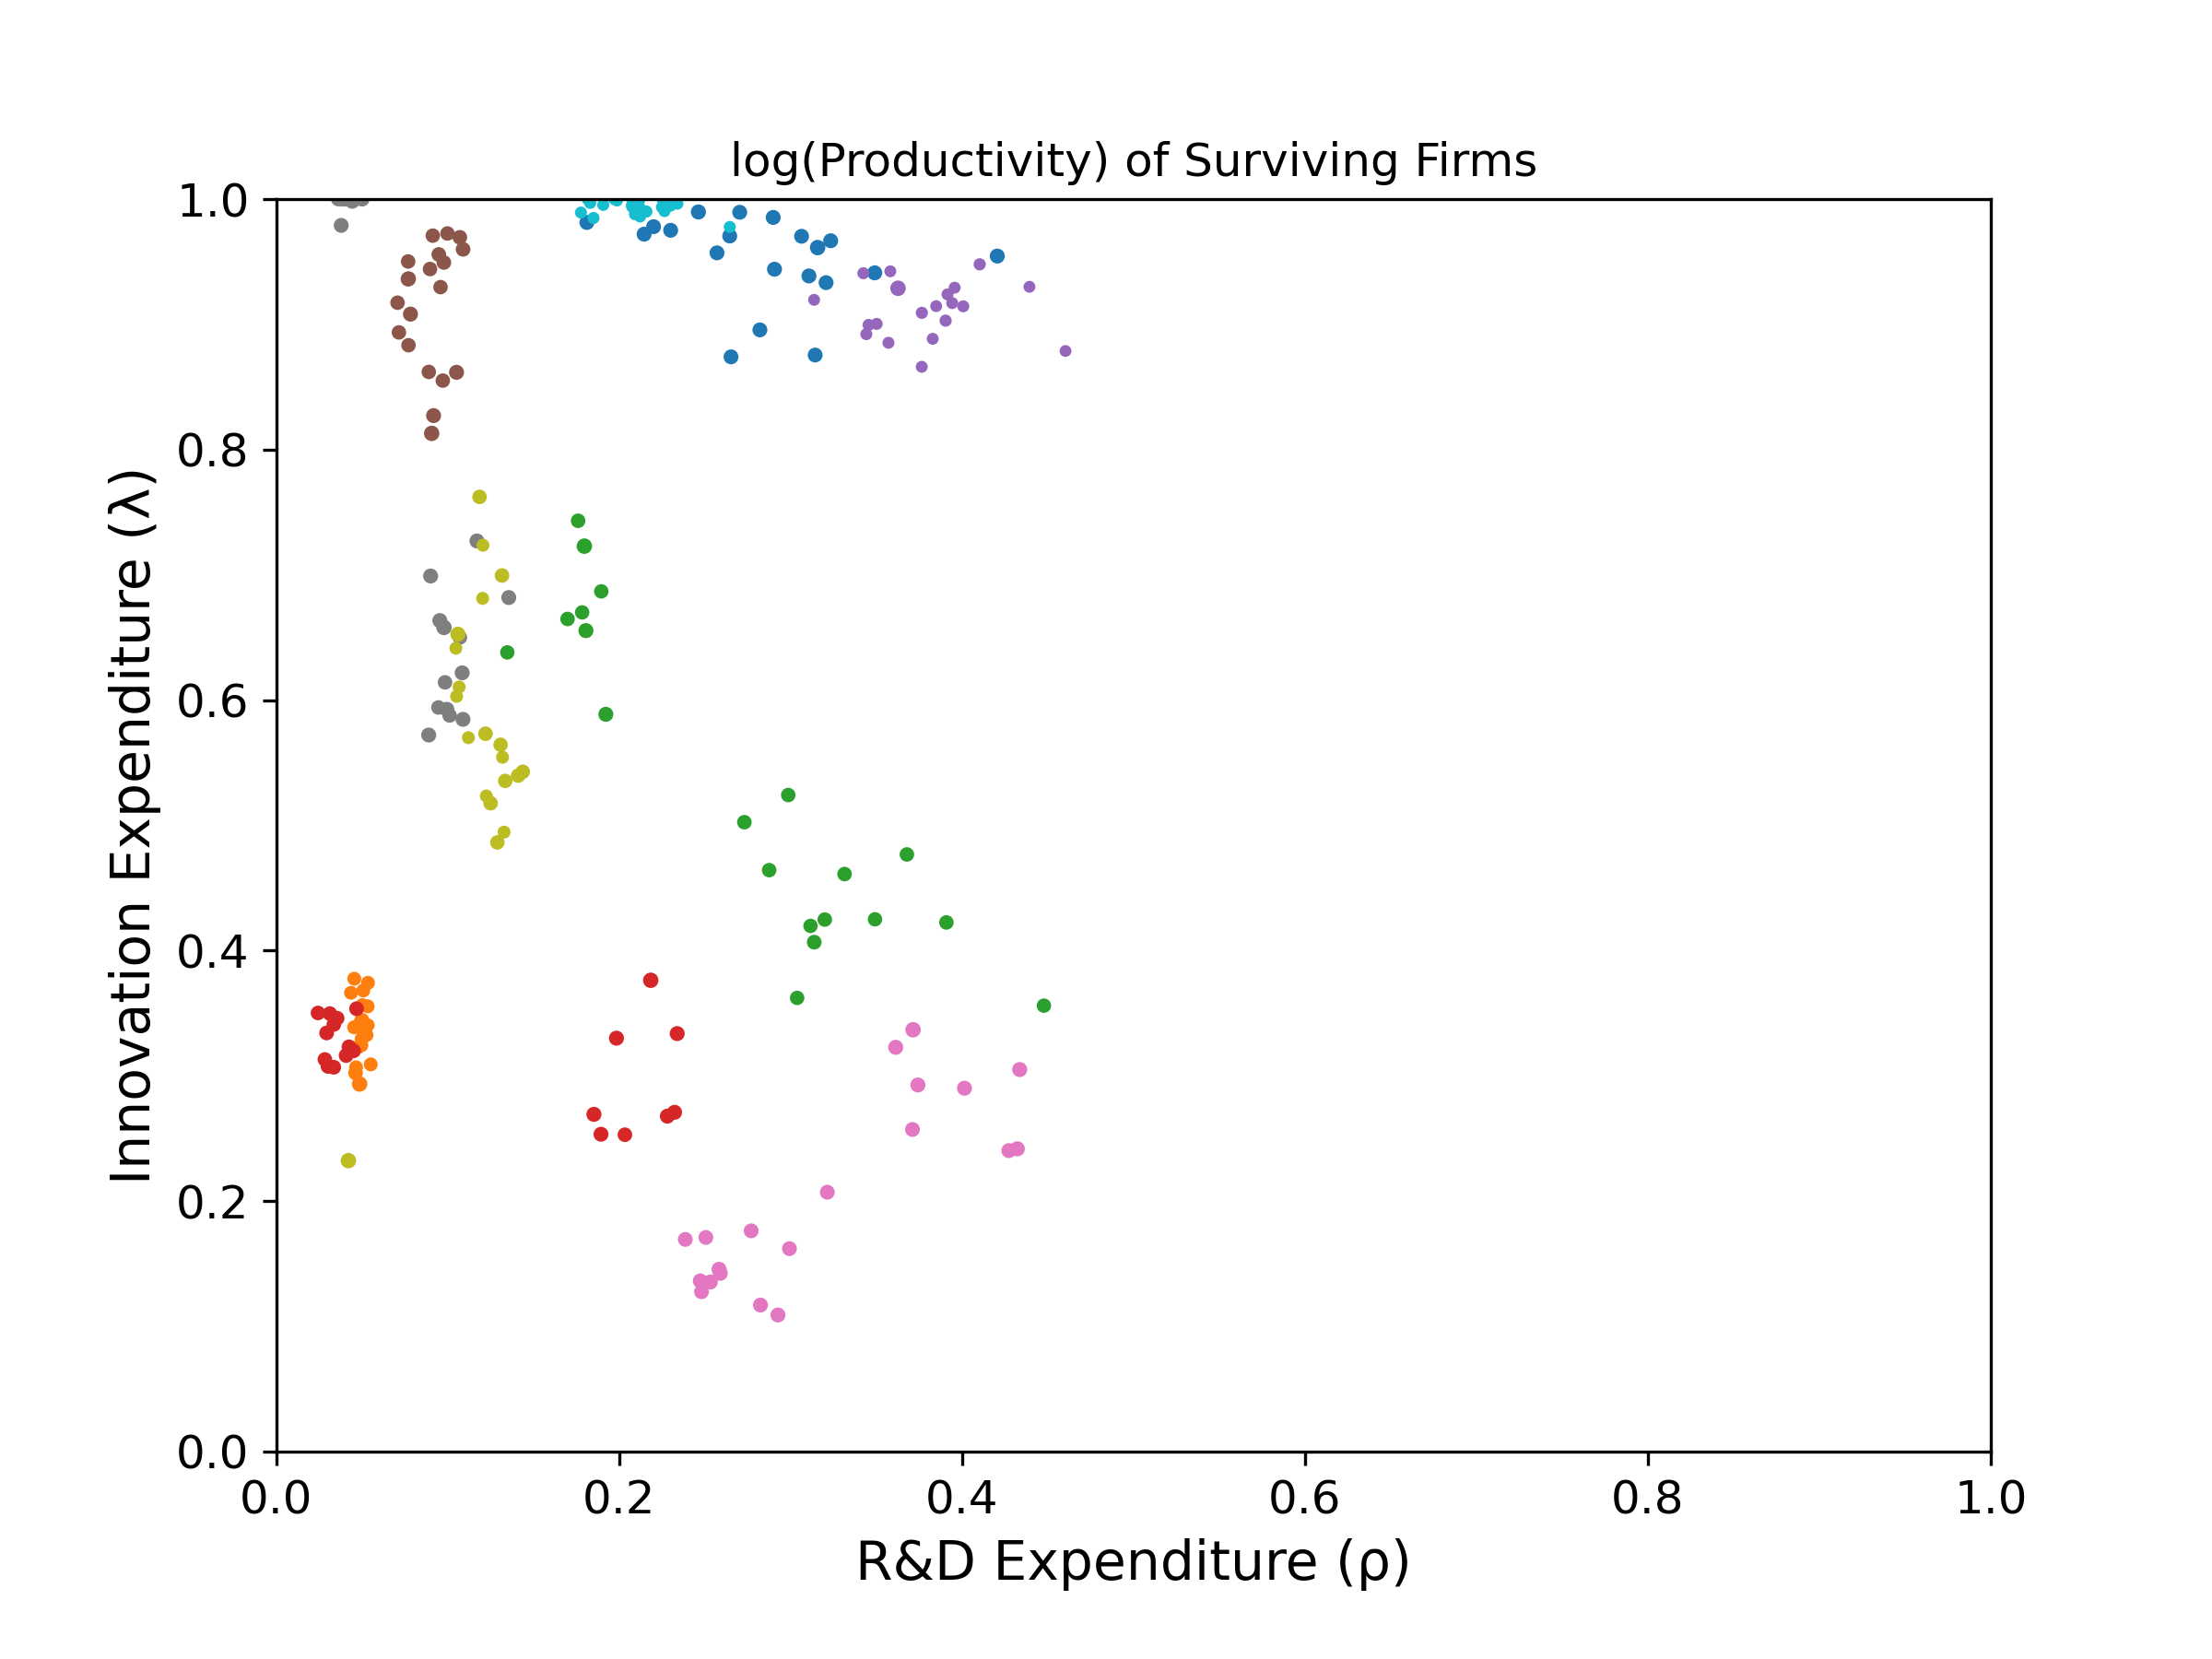 log(Productivity) of Surviving Firms
1.0
0.8
0.6
0.4
0.2
0.0
0.0 0.2 0.4 0.6 0.8 1.0
Innovation Expenditure (λ)
R&D Expenditure (ρ)